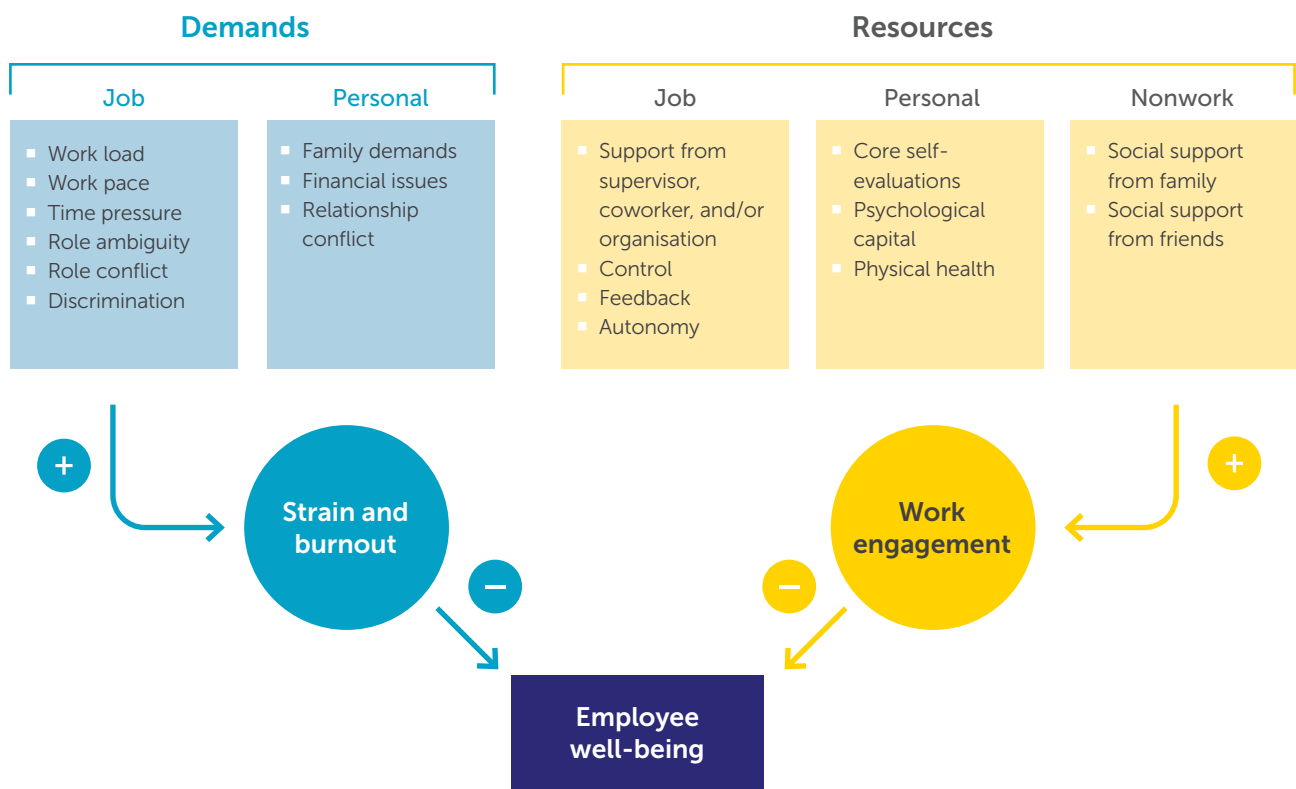 Demands
Resources
Job
Personal
Job
Personal
Nonwork
Work load
Work pace
Time pressure
Role ambiguity
Role conflict
Discrimination
Family demands
Financial issues
Relationship
conflict
Support from
supervisor,
coworker, and/or
organisation
Control
Feedback
Autonomy
Core self-
evaluations
Psychological
capital
Physical health
Social support
from family
Social support
from friends
+
Strain and
burnout
−
Work
engagement
+
−
Employee
well-being